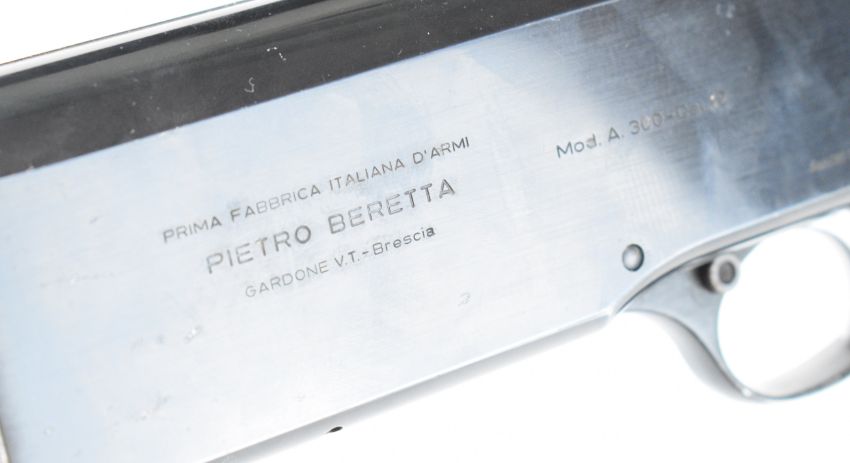 PRIMA FABBRICA ITALIANA D'ARMI
PIETRO BERETTA
GARDONE V.T.-Brescia
Mod. A. 300-